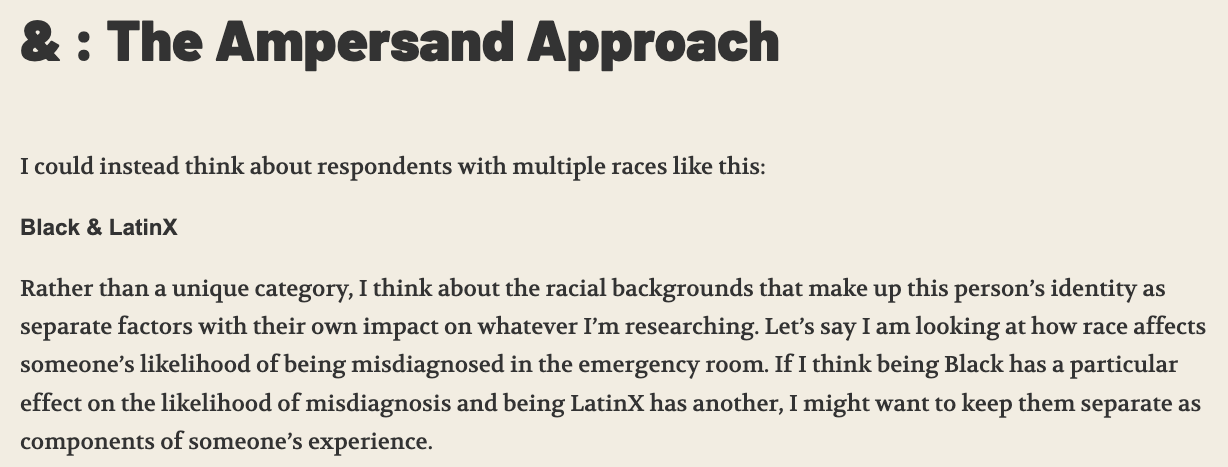 & : The Ampersand Approach
I could instead think about respondents with multiple races like this:
Black & LatinX
Rather than a unique category, I think about the racial backgrounds that make up this person’s identity as
separate factors with their own impact on whatever I’m researching. Let’s say I am looking at how race affects
someone’s likelihood of being misdiagnosed in the emergency room. If I think being Black has a particular
effect on the likelihood of misdiagnosis and being LatinX has another, I might want to keep them separate as
components of someone’s experience.